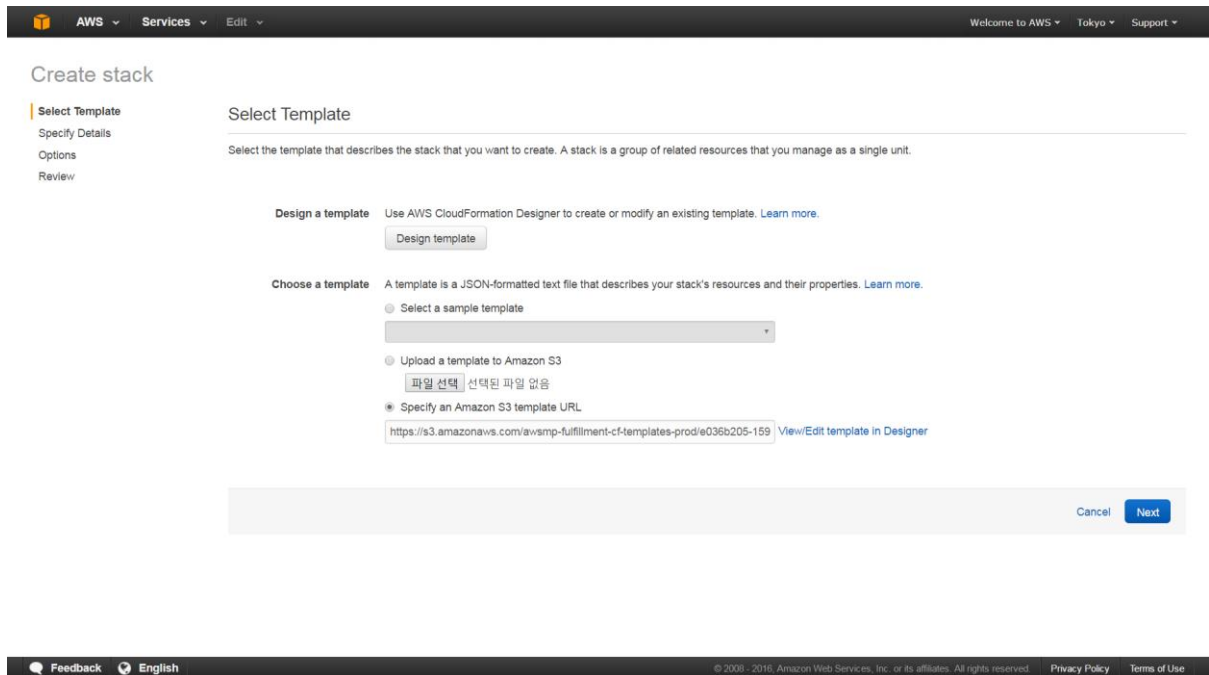 AWS Services Edit Welcome to AWS Tokyo Support
Create stack
Select Template
Specify Details
Options
Review
Select Template
Select the template that describes the stack that you want to create. A stack is a group of related resources that you manage as a single unit.
Design a template Use AWS CloudFormation Designer to create or modify an existing template. Learn more.
Design template
Choose a template A template is a JSON-formatted text file that describes your stack's resources and their properties. Learn more.
Select a sample template
Upload a template to Amazon S3
파일 선택 선택된 파일 없음
Specify an Amazon S3 template URL
https://s3.amazonaws.com/awsmp-fulfillment-cf-templates-prod/e036b205-159 View/Edit template in Designer
Cancel Next
Feedback English © 2008 - 2016, Amazon Web Services, Inc. or its affiliates. All rights reserved. Privacy Policy Terms of Use